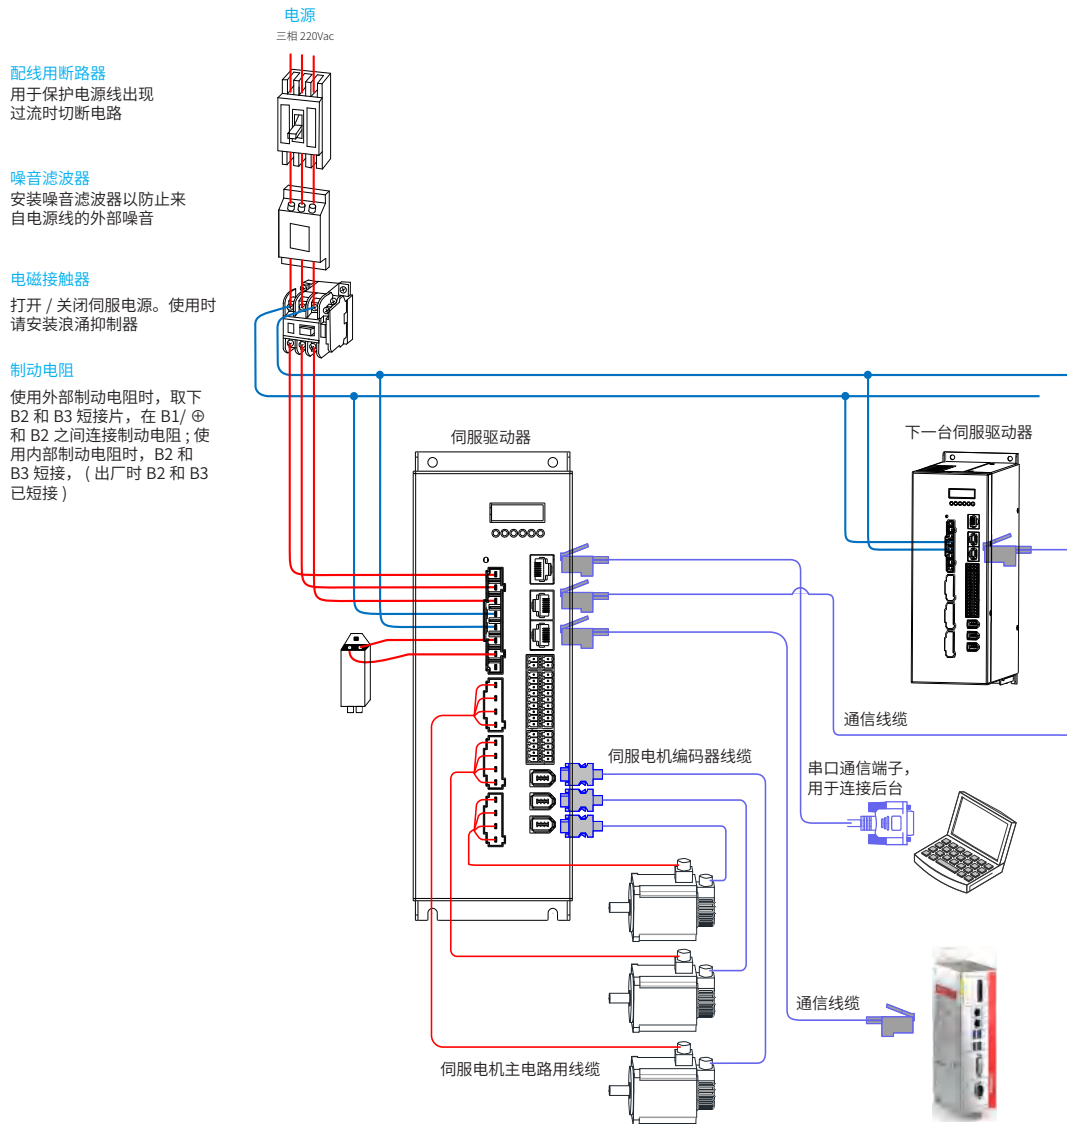 电源
三相 220Vac
配线用断路器
用于保护电源线出现
过流时切断电路
噪音滤波器
安装噪音滤波器以防止来
自电源线的外部噪音
电磁接触器
打开 / 关闭伺服电源。使用时
请安装浪涌抑制器
制动电阻
使用外部制动电阻时，取下
B2 和 B3 短接片，在 B1/ ⊕
和 B2 之间连接制动电阻 ; 使
用内部制动电阻时，B2 和
B3 短接， ( 出厂时 B2 和 B3
已短接 )
伺服驱动器
下一台伺服驱动器
通信线缆
伺服电机编码器线缆
串口通信端子，
用于连接后台
通信线缆
伺服电机主电路用线缆